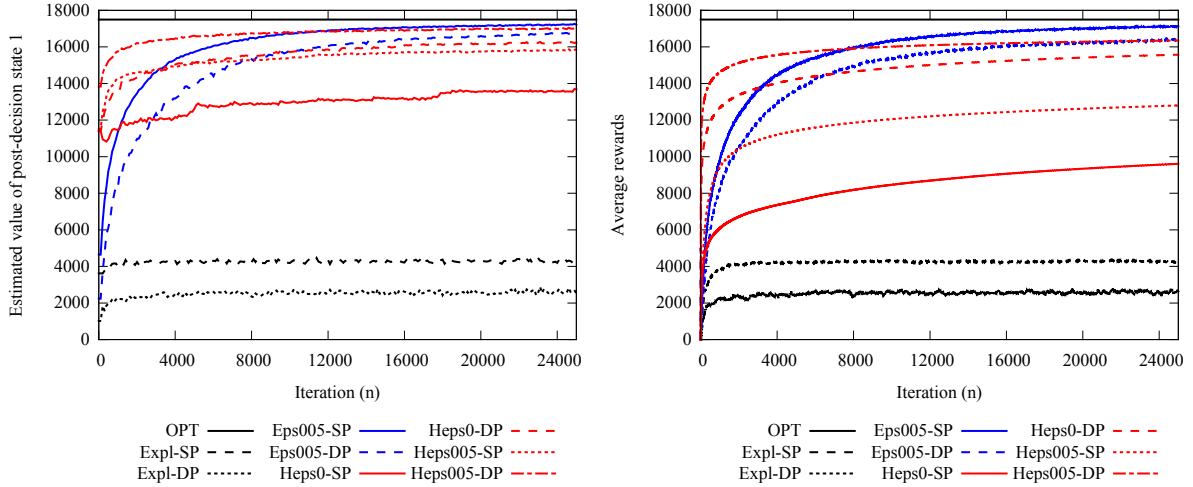 Estimated value of post-decision state 1
18000
16000
14000
12000
10000
8000
6000
4000
2000
0
0 4000 8000 12000 16000 20000 24000
Iteration (n)
OPT Eps005-SP Heps0-DP
Expl-SP Eps005-DP Heps005-SP
Expl-DP Heps0-SP Heps005-DP
Average rewards
18000
16000
14000
12000
10000
8000
6000
4000
2000
0
0 4000 8000 12000 16000 20000 24000
Iteration (n)
OPT Eps005-SP Heps0-DP
Expl-SP Eps005-DP Heps005-SP
Expl-DP Heps0-SP Heps005-DP